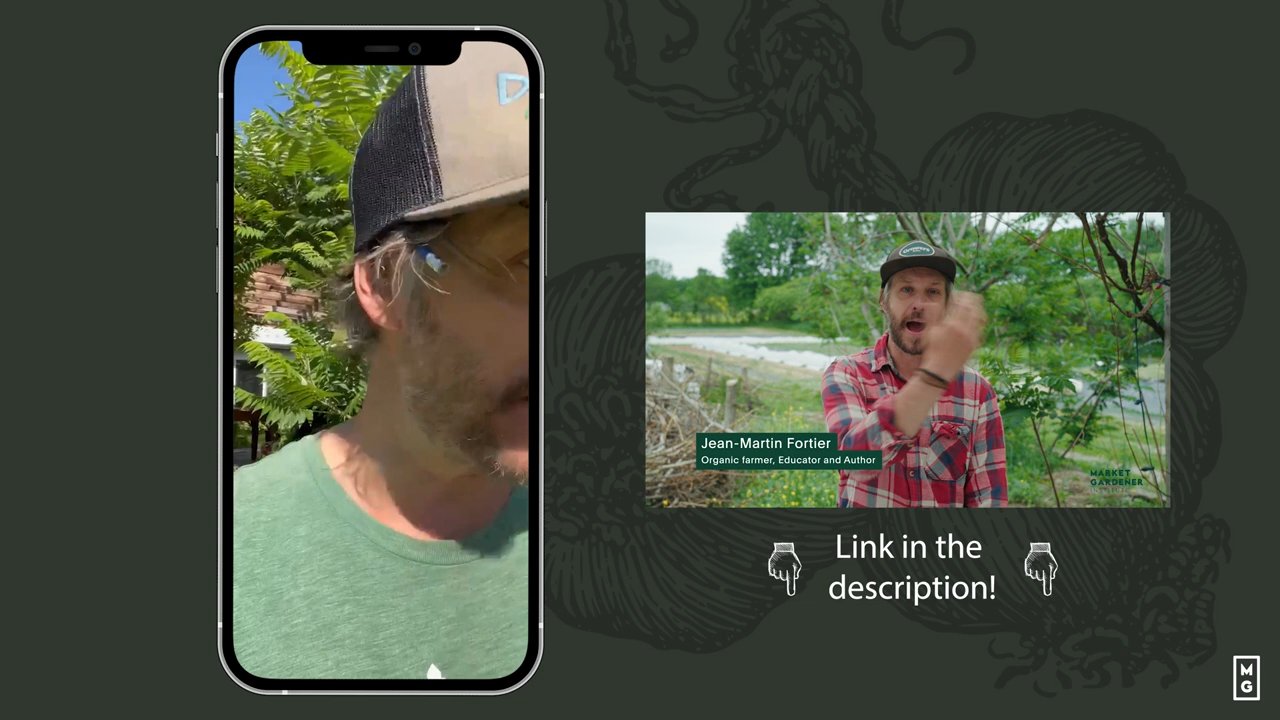 Jean-Martin Fortier
Organic farmer, Educator and Author
MARKET
GARDENER
Link in the
description!
M
G